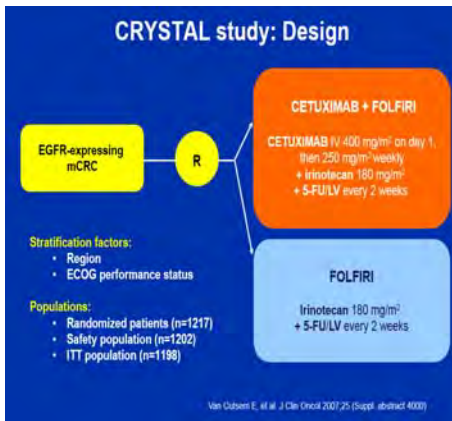 CRYSTAL study: Design
EGFR-expressing
mCRC
R
CETUXIMAB + FOLFIRI
CETUXIMAB IV 400 mg/m² on day 1,
then 250 mg/m² weekly
+ irinotecan 180 mg/m²
+ 5-FU/LV every 2 weeks
Stratification factors:
• Region
• ECOG performance status
Populations:
• Randomized patients (n=1217)
• Safety population (n=1202)
• ITT population (n=1198)
FOLFIRI
Irinotecan 180 mg/m²
+ 5-FU/LV every 2 weeks
Van Cutsem E, et al. J Clin Oncol 2007;25 (Suppl. abstract 4000)